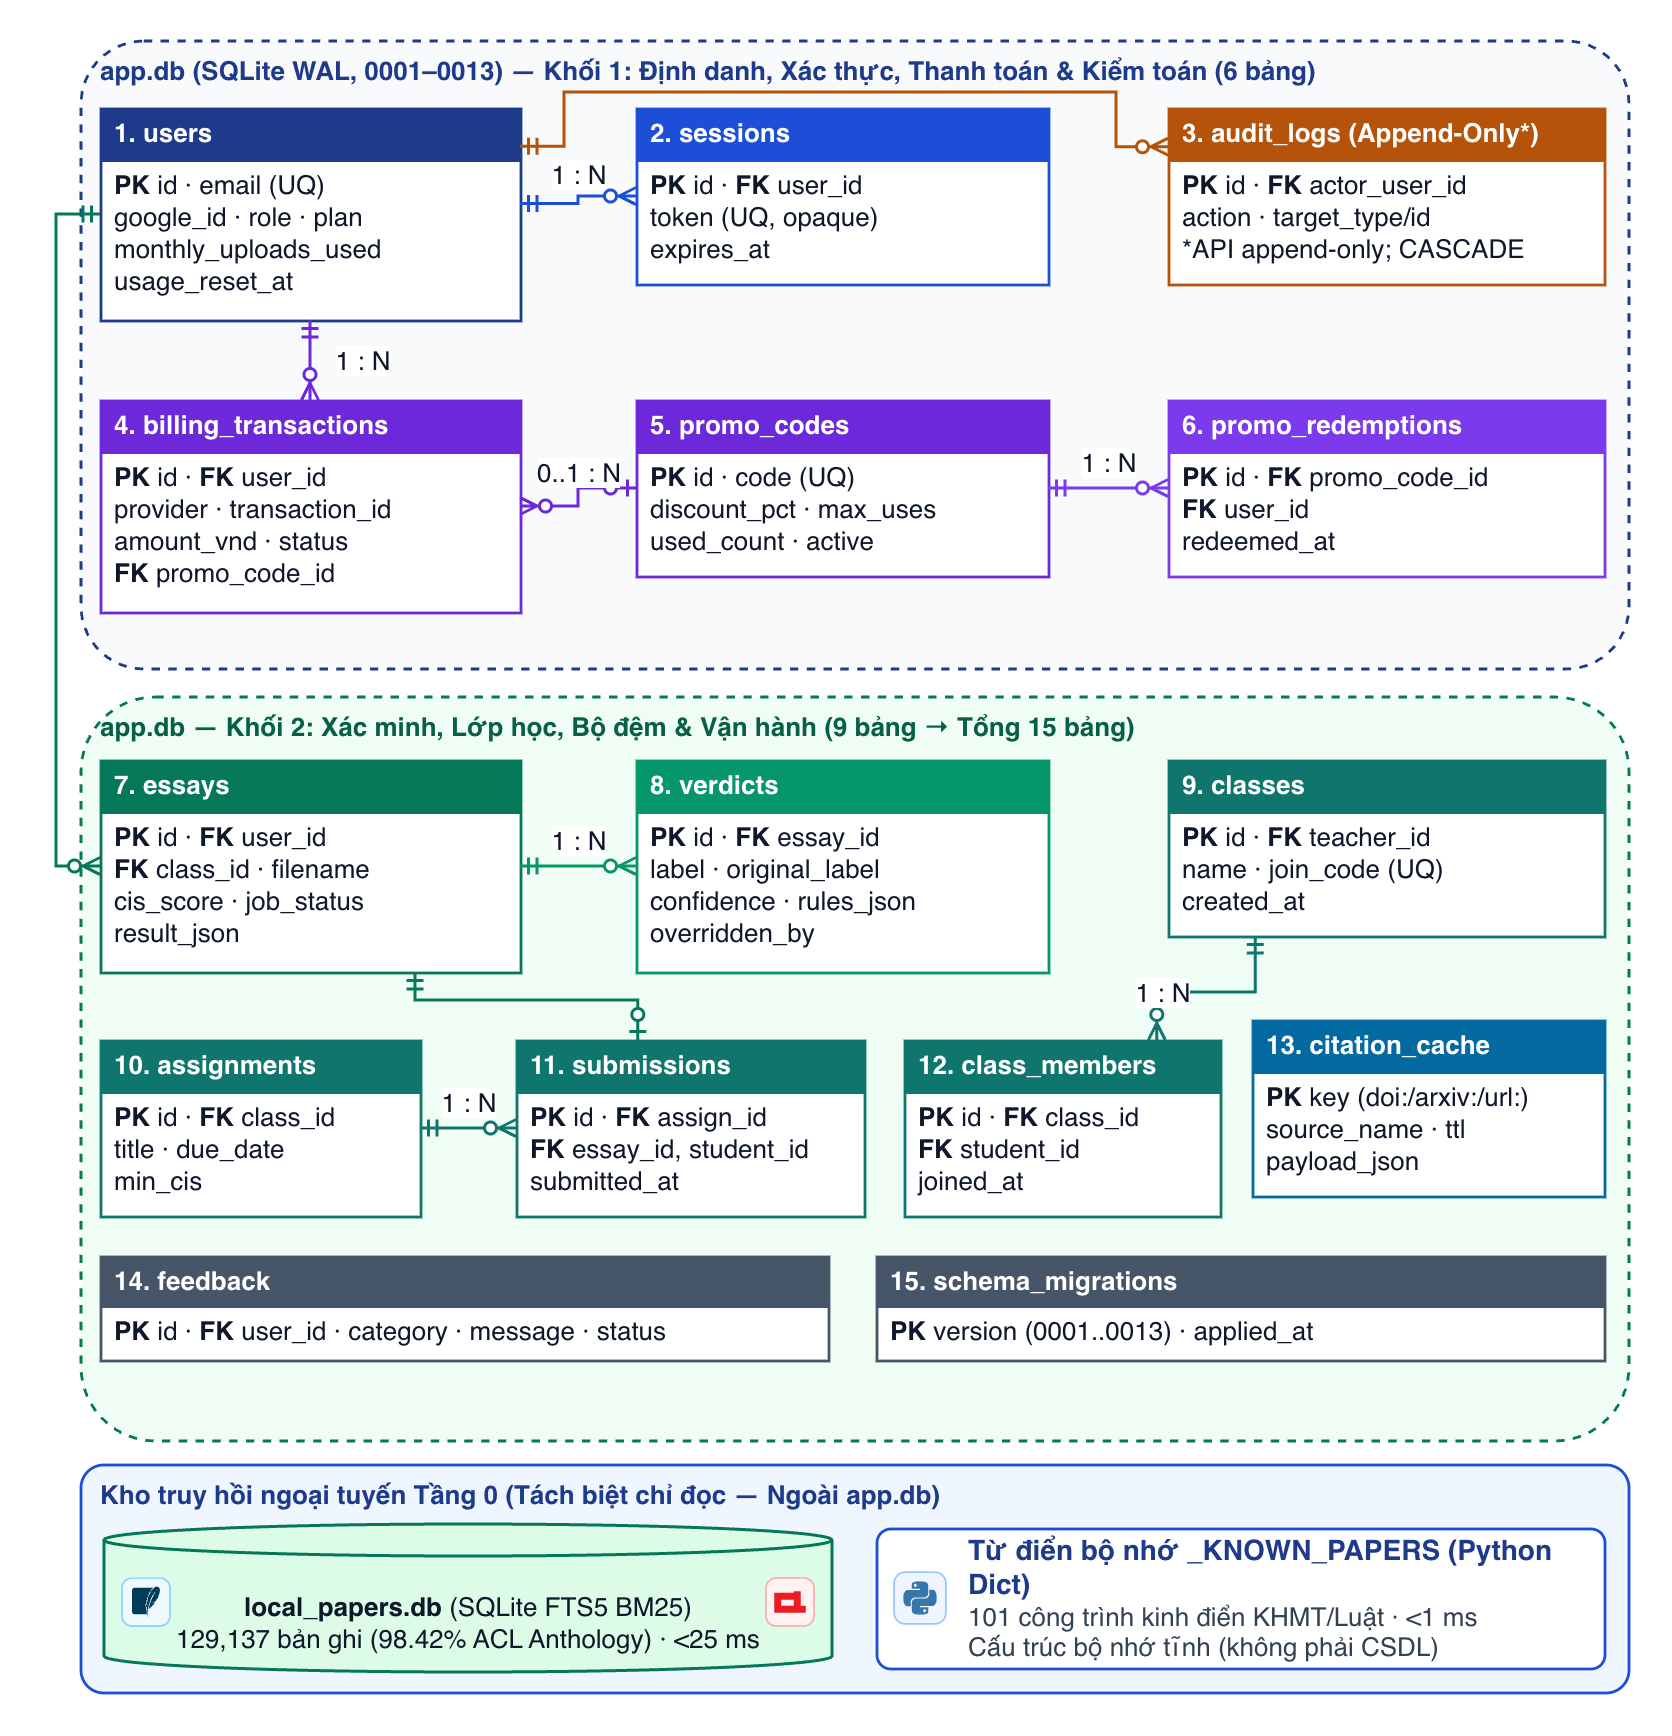 app.db (SQLite WAL, 0001–0013) — Khối 1: Định danh, Xác thực, Thanh toán & Kiểm toán (6 bảng)
1. users
PK id · email (UQ)
google_id · role · plan
monthly_uploads_used
usage_reset_at
1 : N
2. sessions
PK id · FK user_id
token (UQ, opaque)
expires_at
3. audit_logs (Append-Only*)
PK id · FK actor_user_id
action · target_type/id
*API append-only; CASCADE
1 : N
4. billing_transactions
PK id · FK user_id
provider · transaction_id
amount_vnd · status
FK promo_code_id
0..1 : N
5. promo_codes
PK id · code (UQ)
discount_pct · max_uses
used_count · active
1 : N
6. promo_redemptions
PK id · FK promo_code_id
FK user_id
redeemed_at
app.db — Khối 2: Xác minh, Lớp học, Bộ đệm & Vận hành (9 bảng → Tổng 15 bảng)
7. essays
PK id · FK user_id
FK class_id · filename
cis_score · job_status
result_json
1 : N
8. verdicts
PK id · FK essay_id
label · original_label
confidence · rules_json
overridden_by
9. classes
PK id · FK teacher_id
name · join_code (UQ)
created_at
1 : N
10. assignments
PK id · FK class_id
title · due_date
min_cis
1 : N
11. submissions
PK id · FK assign_id
FK essay_id, student_id
submitted_at
12. class_members
PK id · FK class_id
FK student_id
joined_at
13. citation_cache
PK key (doi:/arxiv:/url:)
source_name · ttl
payload_json
14. feedback
PK id · FK user_id · category · message · status
15. schema_migrations
PK version (0001..0013) · applied_at
Kho truy hồi ngoại tuyến Tầng 0 (Tách biệt chỉ đọc — Ngoài app.db)
local_papers.db (SQLite FTS5 BM25)
129,137 bản ghi (98.42% ACL Anthology) · <25 ms
Từ điển bộ nhớ _KNOWN_PAPERS (Python
Dict)
101 công trình kinh điển KHMT/Luật · <1 ms
Cấu trúc bộ nhớ tĩnh (không phải CSDL)